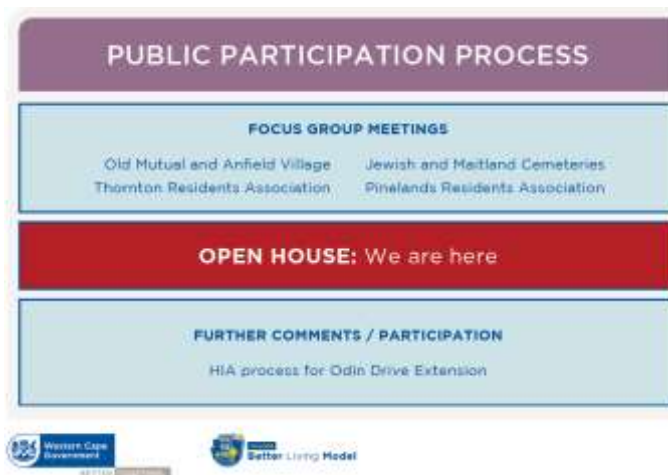 PUBLIC PARTICIPATION PROCESS
FOCUS GROUP MEETINGS
Old Mutual and Anfield Village
Jewish and Maitland Cemeteries
Thornton Residents Association
Pinelands Residents Association
OPEN HOUSE: We are here
FURTHER COMMENTS / PARTICIPATION
HIA process for Odin Drive Extension
Western Cape
Government
Better Living Model